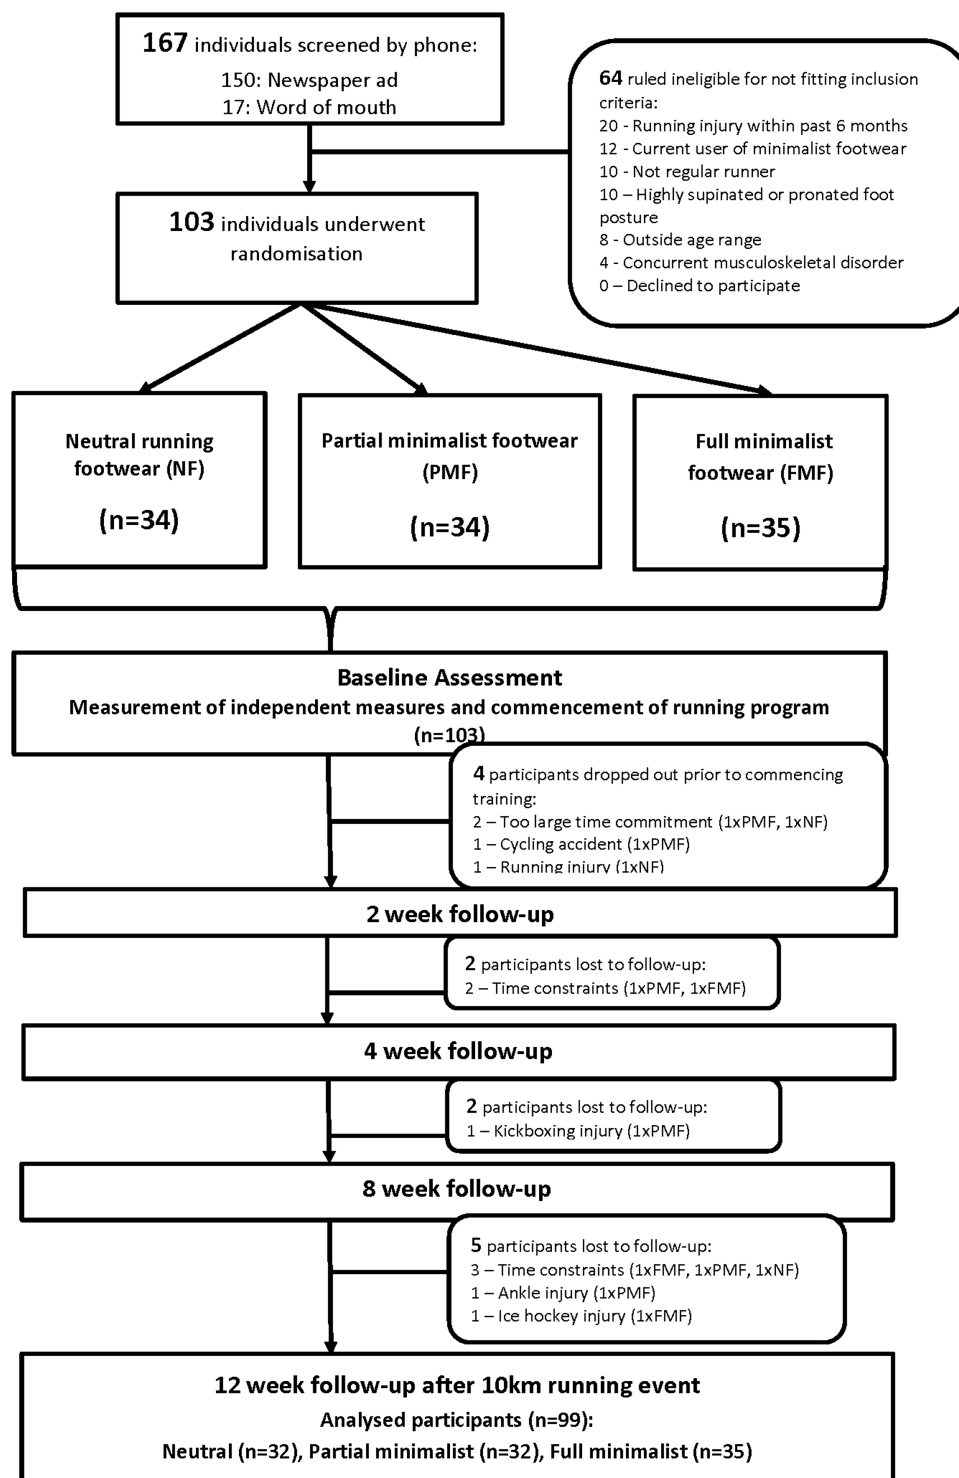 167 individuals screened by phone:
150: Newspaper ad
17: Word of mouth
64 ruled ineligible for not fitting inclusion
criteria:
20 - Running injury within past 6 months
12 - Current user of minimalist footwear
10 - Not regular runner
10 – Highly supinated or pronated foot
posture
8 - Outside age range
4 - Concurrent musculoskeletal disorder
0 – Declined to participate
103 individuals underwent
randomisation
Neutral running
footwear (NF)
(n=34)
Partial minimalist footwear
(PMF)
(n=34)
Full minimalist
footwear (FMF)
(n=35)
Baseline Assessment
Measurement of independent measures and commencement of running program
(n=103)
4 participants dropped out prior to commencing
training:
2 – Too large time commitment (1xPMF, 1xNF)
1 – Cycling accident (1xPMF)
1 – Running injury (1xNF)
2 week follow-up
2 participants lost to follow-up:
2 – Time constraints (1xPMF, 1xFMF)
4 week follow-up
2 participants lost to follow-up:
1 – Kickboxing injury (1xPMF)
8 week follow-up
5 participants lost to follow-up:
3 – Time constraints (1xFMF, 1xPMF, 1xNF)
1 – Ankle injury (1xPMF)
1 – Ice hockey injury (1xFMF)
12 week follow-up after 10km running event
Analysed participants (n=99):
Neutral (n=32), Partial minimalist (n=32), Full minimalist (n=35)